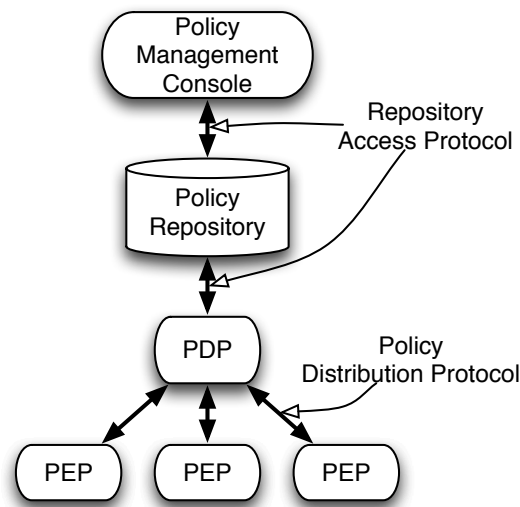 Policy
Management
Console
Repository
Access Protocol
Policy
Repository
PDP
Policy
Distribution Protocol
PEP
PEP
PEP